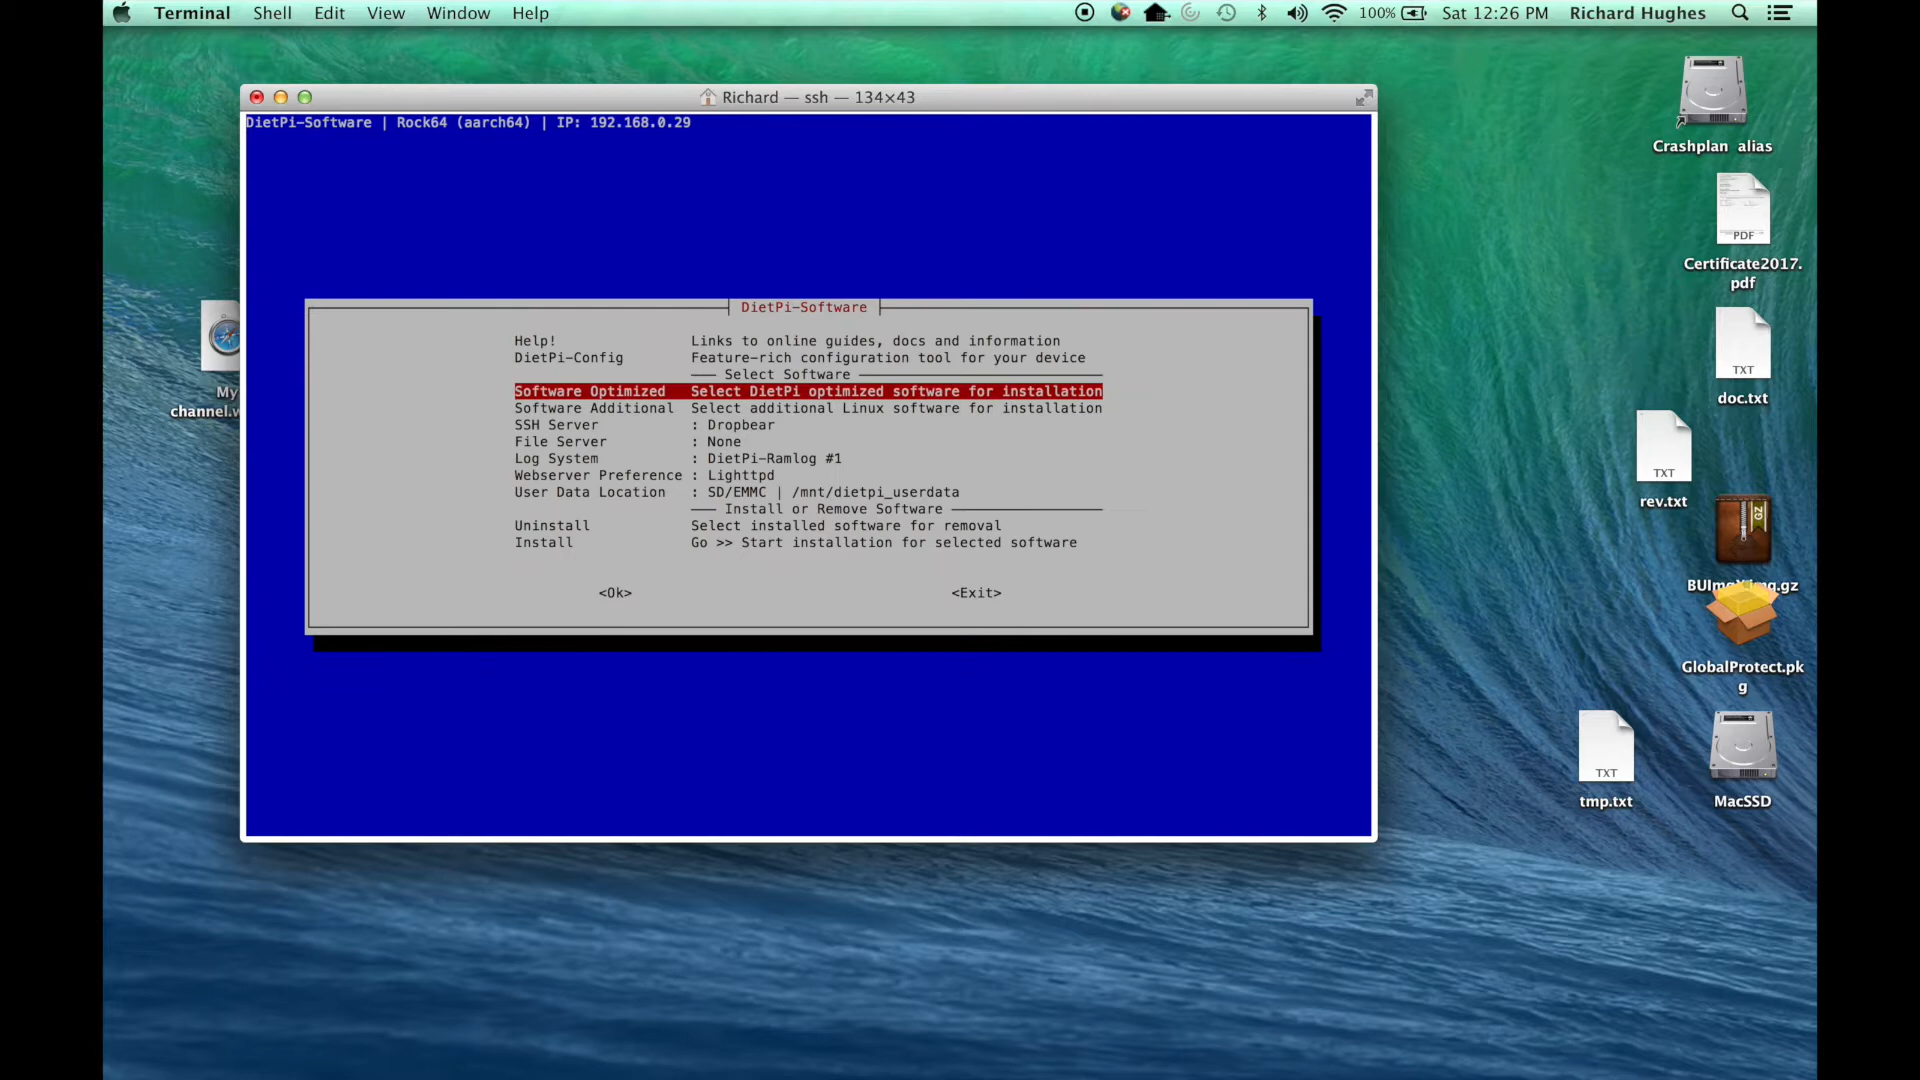 Terminal Shell Edit View Window Help 100% Sat 12:26 PM Richard Hughes
Richard — ssh — 134×43
DietPi-Software | Rock64 (aarch64) | IP: 192.168.0.29
DietPi-Software
Help! Links to online guides, docs and information
DietPi-Config Feature-rich configuration tool for your device
─── Select Software ───
Software Optimized Select DietPi optimized software for installation
Software Additional Select additional Linux software for installation
SSH Server : Dropbear
File Server : None
Log System : DietPi-Ramlog #1
Webserver Preference : Lighttpd
User Data Location : SD/EMMC | /mnt/dietpi_userdata
─── Install or Remove Software ───
Uninstall Select installed software for removal
Install Go >> Start installation for selected software
<Ok> <Exit>
My
channel.w
Crashplan alias
PDF
Certificate2017.
pdf
TXT
doc.txt
TXT
rev.txt
GZ
GlobalProtect.pk
g
TXT
tmp.txt
MacSSD